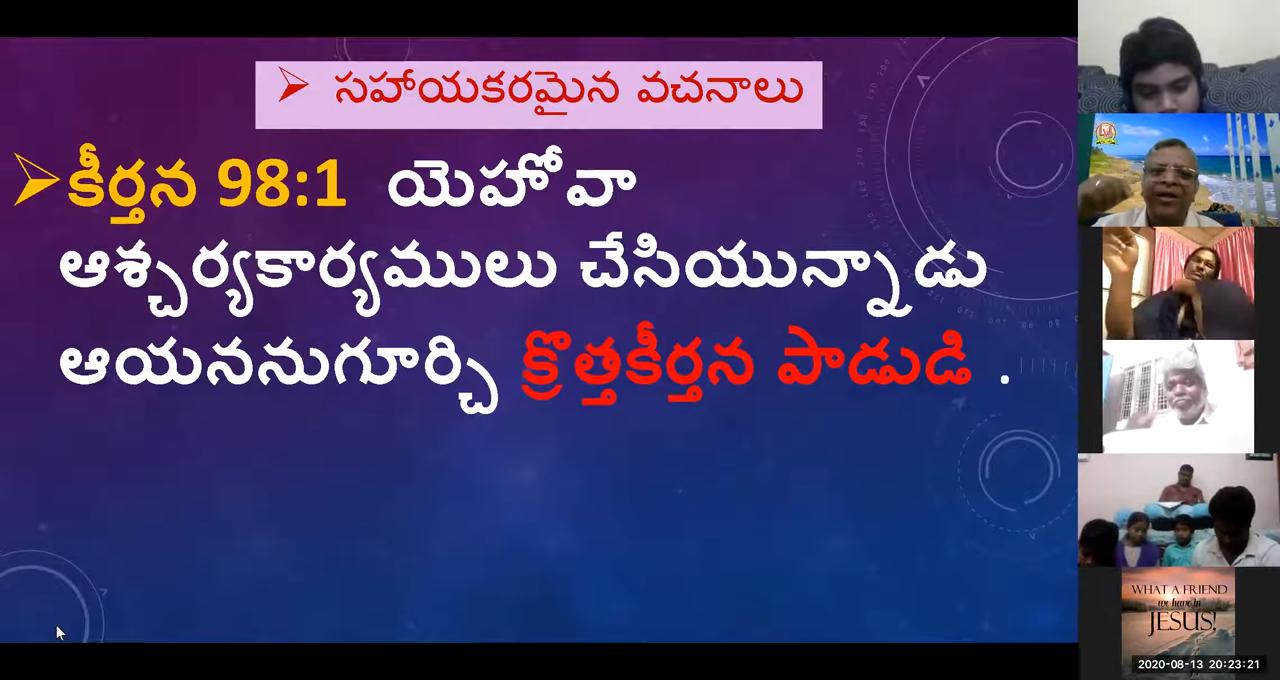 ➢ సహాయకరమైన వచనాలు
➢కీర్తన 98:1 యెహోవా
ఆశ్చర్యకార్యములు చేసియున్నాడు
ఆయననుగూర్చి క్రొత్తకీర్తన పాడుడి .
WHAT A FRIEND
we have in
JESUS!
2020-08-13 20:23:21